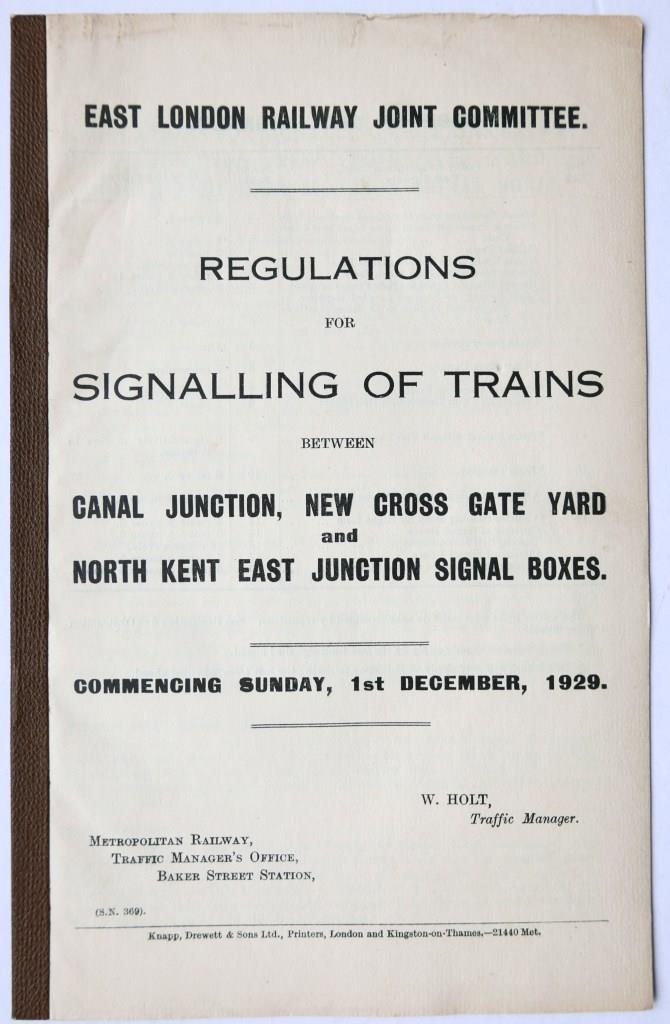 EAST LONDON RAILWAY JOINT COMMITTEE.
REGULATIONS
FOR
SIGNALLING OF TRAINS
BETWEEN
CANAL JUNCTION, NEW CROSS GATE YARD
and
NORTH KENT EAST JUNCTION SIGNAL BOXES.
COMMENCING SUNDAY, 1st DECEMBER, 1929.
W. HOLT,
Traffic Manager.
METROPOLITAN RAILWAY,
TRAFFIC MANAGER'S OFFICE,
BAKER STREET STATION,
(S.N. 369).
Knapp, Drewett & Sons Ltd., Printers, London and Kingston-on-Thames.—21440 Met.